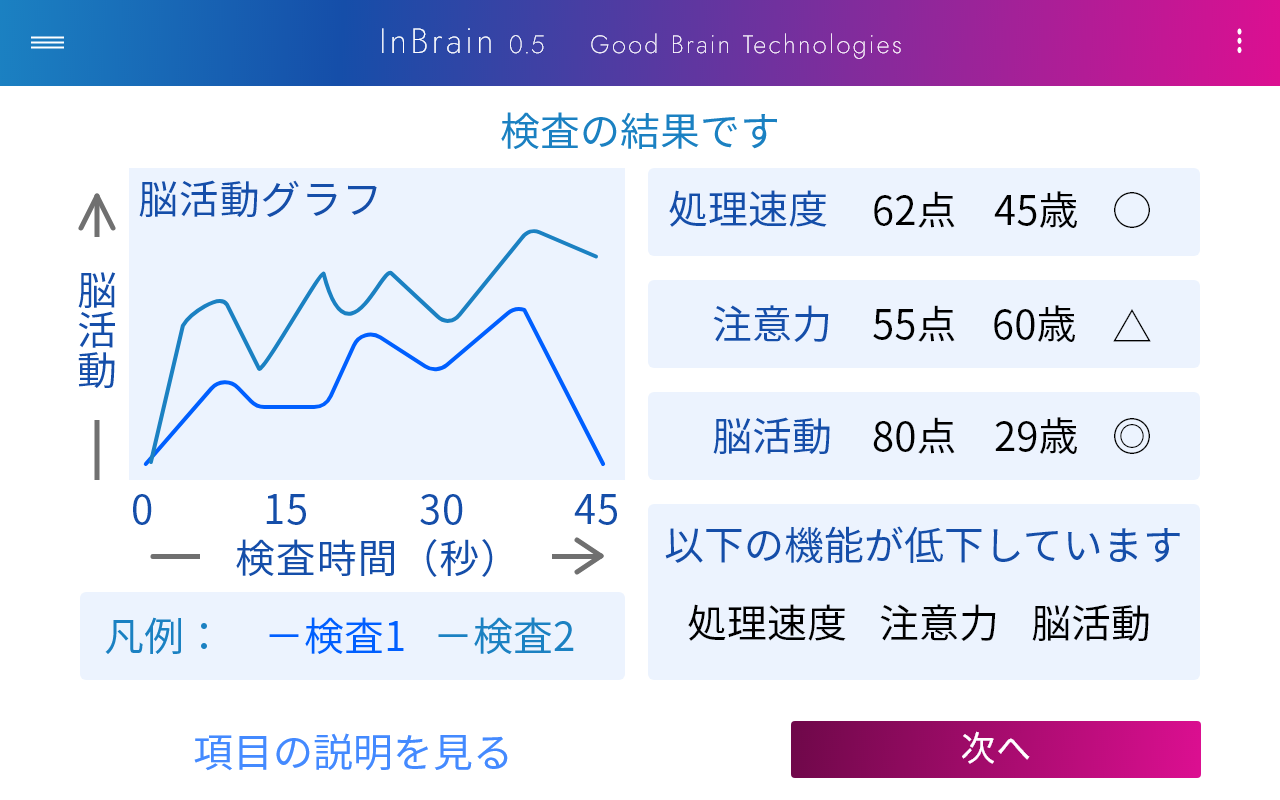 InBrain 0.5 Good Brain Technologies
検査の結果です
脳活動グラフ
脳活動
0 15 30 45
検査時間（秒）
凡例： ー検査1 ー検査2
処理速度 62点 45歳 ○
注意力 55点 60歳 △
脳活動 80点 29歳 ◎
以下の機能が低下しています
処理速度 注意力 脳活動
項目の説明を見る
次へ